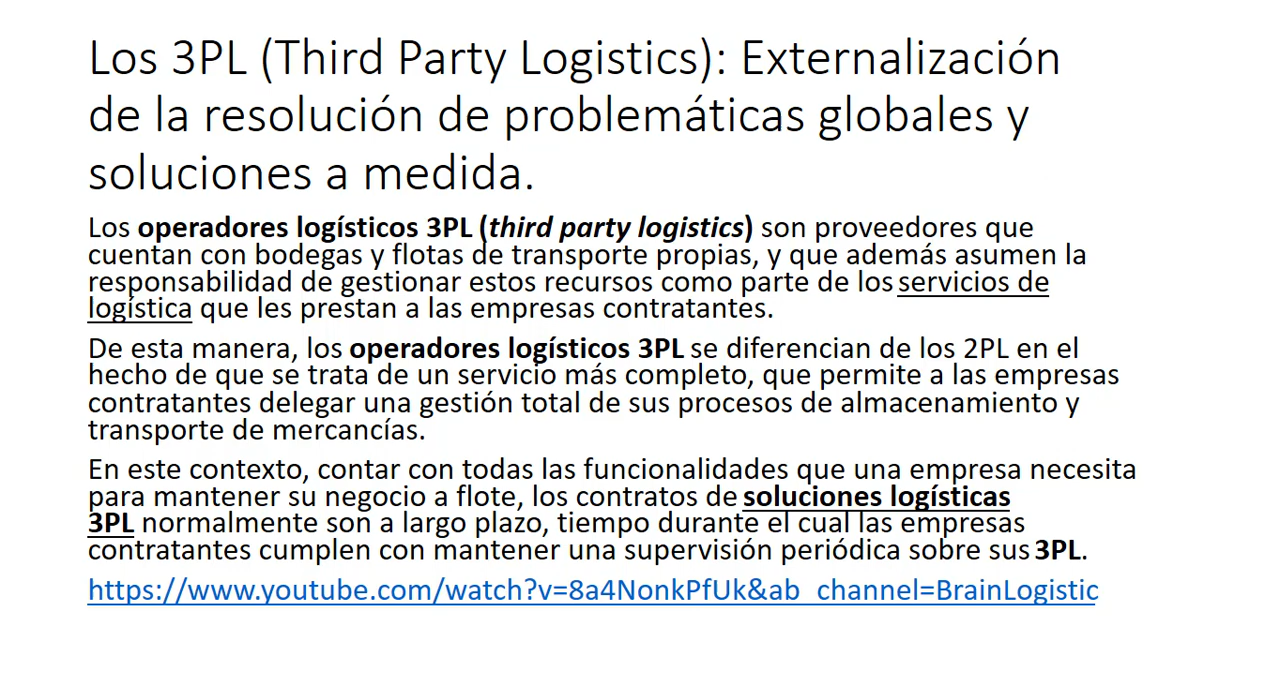 Los 3PL (Third Party Logistics): Externalización
de la resolución de problemáticas globales y
soluciones a medida.
Los operadores logísticos 3PL (third party logistics) son proveedores que
cuentan con bodegas y flotas de transporte propias, y que además asumen la
responsabilidad de gestionar estos recursos como parte de los servicios de
logística que les prestan a las empresas contratantes.
De esta manera, los operadores logísticos 3PL se diferencian de los 2PL en el
hecho de que se trata de un servicio más completo, que permite a las empresas
contratantes delegar una gestión total de sus procesos de almacenamiento y
transporte de mercancías.
En este contexto, contar con todas las funcionalidades que una empresa necesita
para mantener su negocio a flote, los contratos de soluciones logísticas
3PL normalmente son a largo plazo, tiempo durante el cual las empresas
contratantes cumplen con mantener una supervisión periódica sobre sus 3PL.
https://www.youtube.com/watch?v=8a4NonkPfUk&ab_channel=BrainLogistic